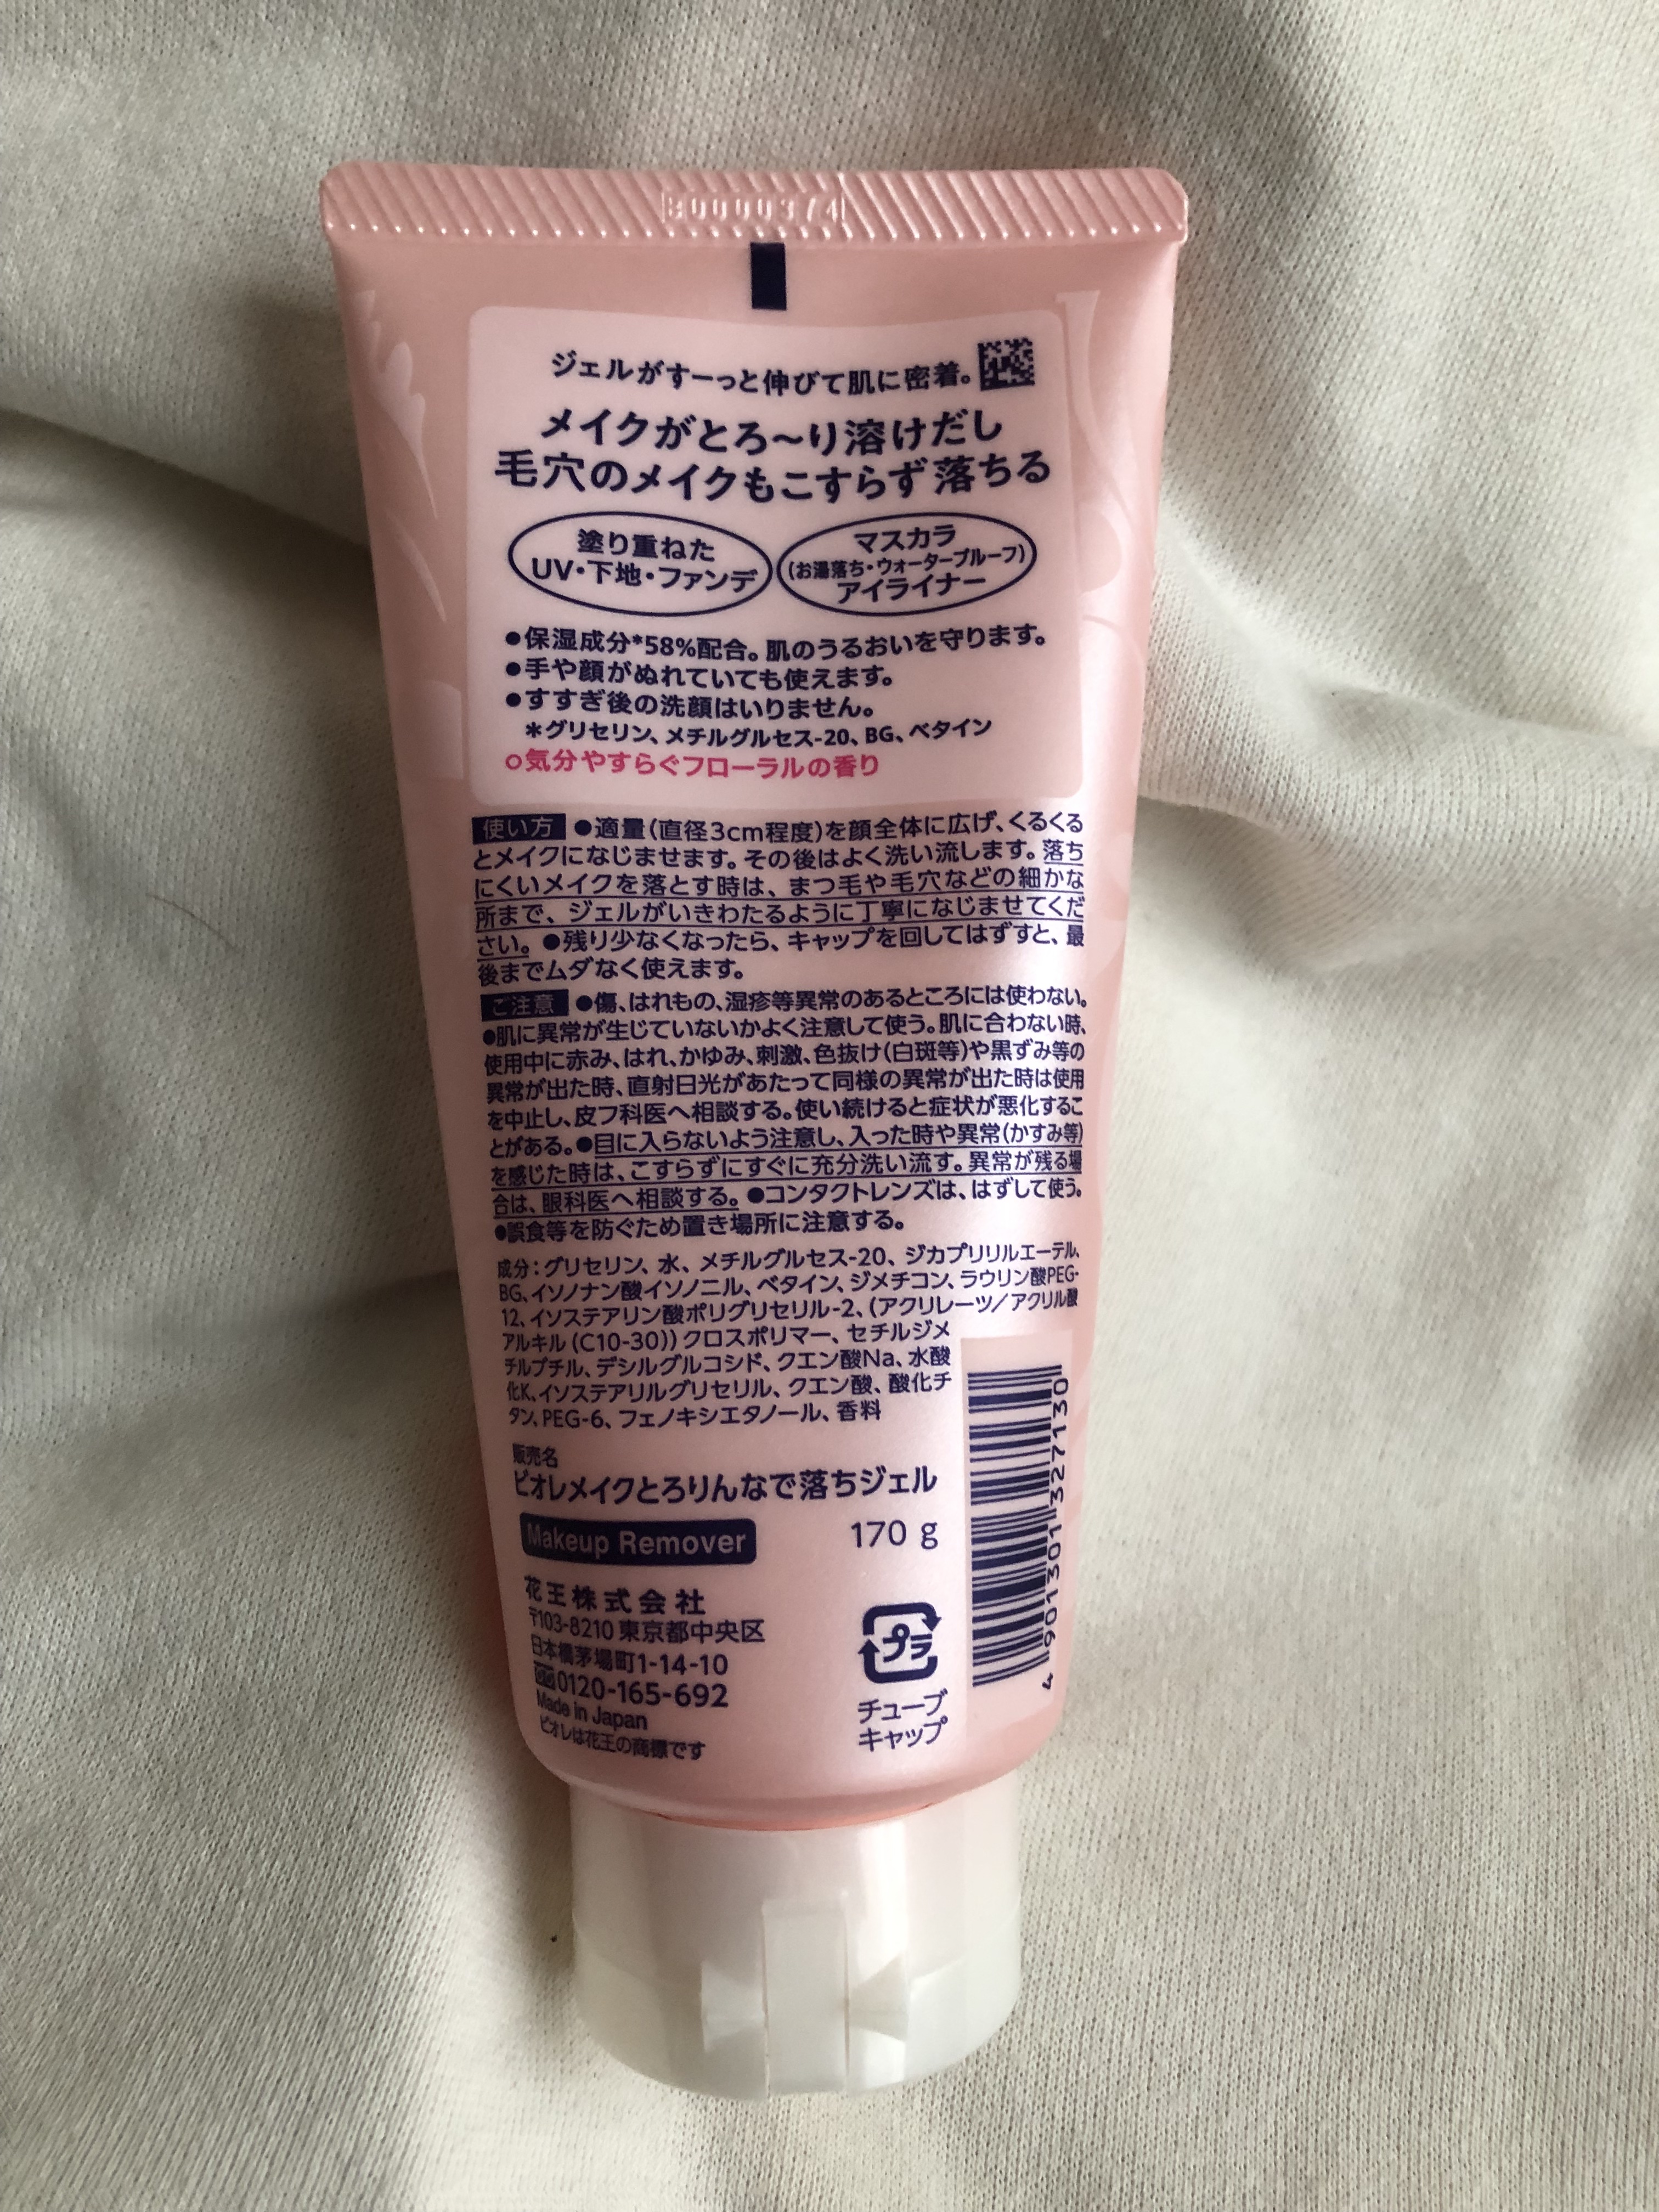 80000374
ジェルがすーっと伸びて肌に密着。
メイクがとろ〜り溶けだし
毛穴のメイクもこすらず落ちる
塗り重ねた
UV・下地・ファンデ
マスカラ
(お湯落ち・ウォータープルーフ)
アイライナー
●保湿成分*58%配合。肌のうるおいを守ります。
●手や顔がぬれていても使えます。
●すすぎ後の洗顔はいりません。
*グリセリン、メチルグルセス-20、BG、ベタイン
○気分やすらぐフローラルの香り
使い方 ●適量(直径3cm程度)を顔全体に広げ、くるくる
とメイクになじませます。その後はよく洗い流します。落ち
にくいメイクを落とす時は、まつ毛や毛穴などの細かな
所まで、ジェルがいきわたるように丁寧になじませてくだ
さい。●残り少なくなったら、キャップを回してはずすと、最
後までムダなく使えます。
ご注意 ●傷、はれもの、湿疹等異常のあるところには使わない。
●肌に異常が生じていないかよく注意して使う。肌に合わない時、
使用中に赤み、はれ、かゆみ、刺激、色抜け(白斑等)や黒ずみ等の
異常が出た時、直射日光があたって同様の異常が出た時は使用
を中止し、皮フ科医へ相談する。使い続けると症状が悪化するこ
とがある。●目に入らないよう注意し、入った時や異常(かすみ等)
を感じた時は、こすらずにすぐに充分洗い流す。異常が残る場
合は、眼科医へ相談する。●コンタクトレンズは、はずして使う。
●誤食等を防ぐため置き場所に注意する。
成分：グリセリン、水、メチルグルセス-20、ジカプリリルエーテル、
BG、イソノナン酸イソノニル、ベタイン、ジメチコン、ラウリン酸PEG-
12、イソステアリン酸ポリグリセリル-2、(アクリレーツ/アクリル酸
アルキル(C10-30))クロスポリマー、セチルジメ
チルブチル、デシルグルコシド、クエン酸Na、水酸
化K、イソステアリルグリセリル、クエン酸、酸化チ
タン、PEG-6、フェノキシエタノール、香料
販売名
ビオレメイクとろりんなで落ちジェル
Makeup Remover
170 g
花王株式会社
〒103-8210 東京都中央区
日本橋茅場町1-14-10
0120-165-692
Made in Japan
ビオレは花王の商標です
プラ
チューブ
キャップ
4 901301 327130